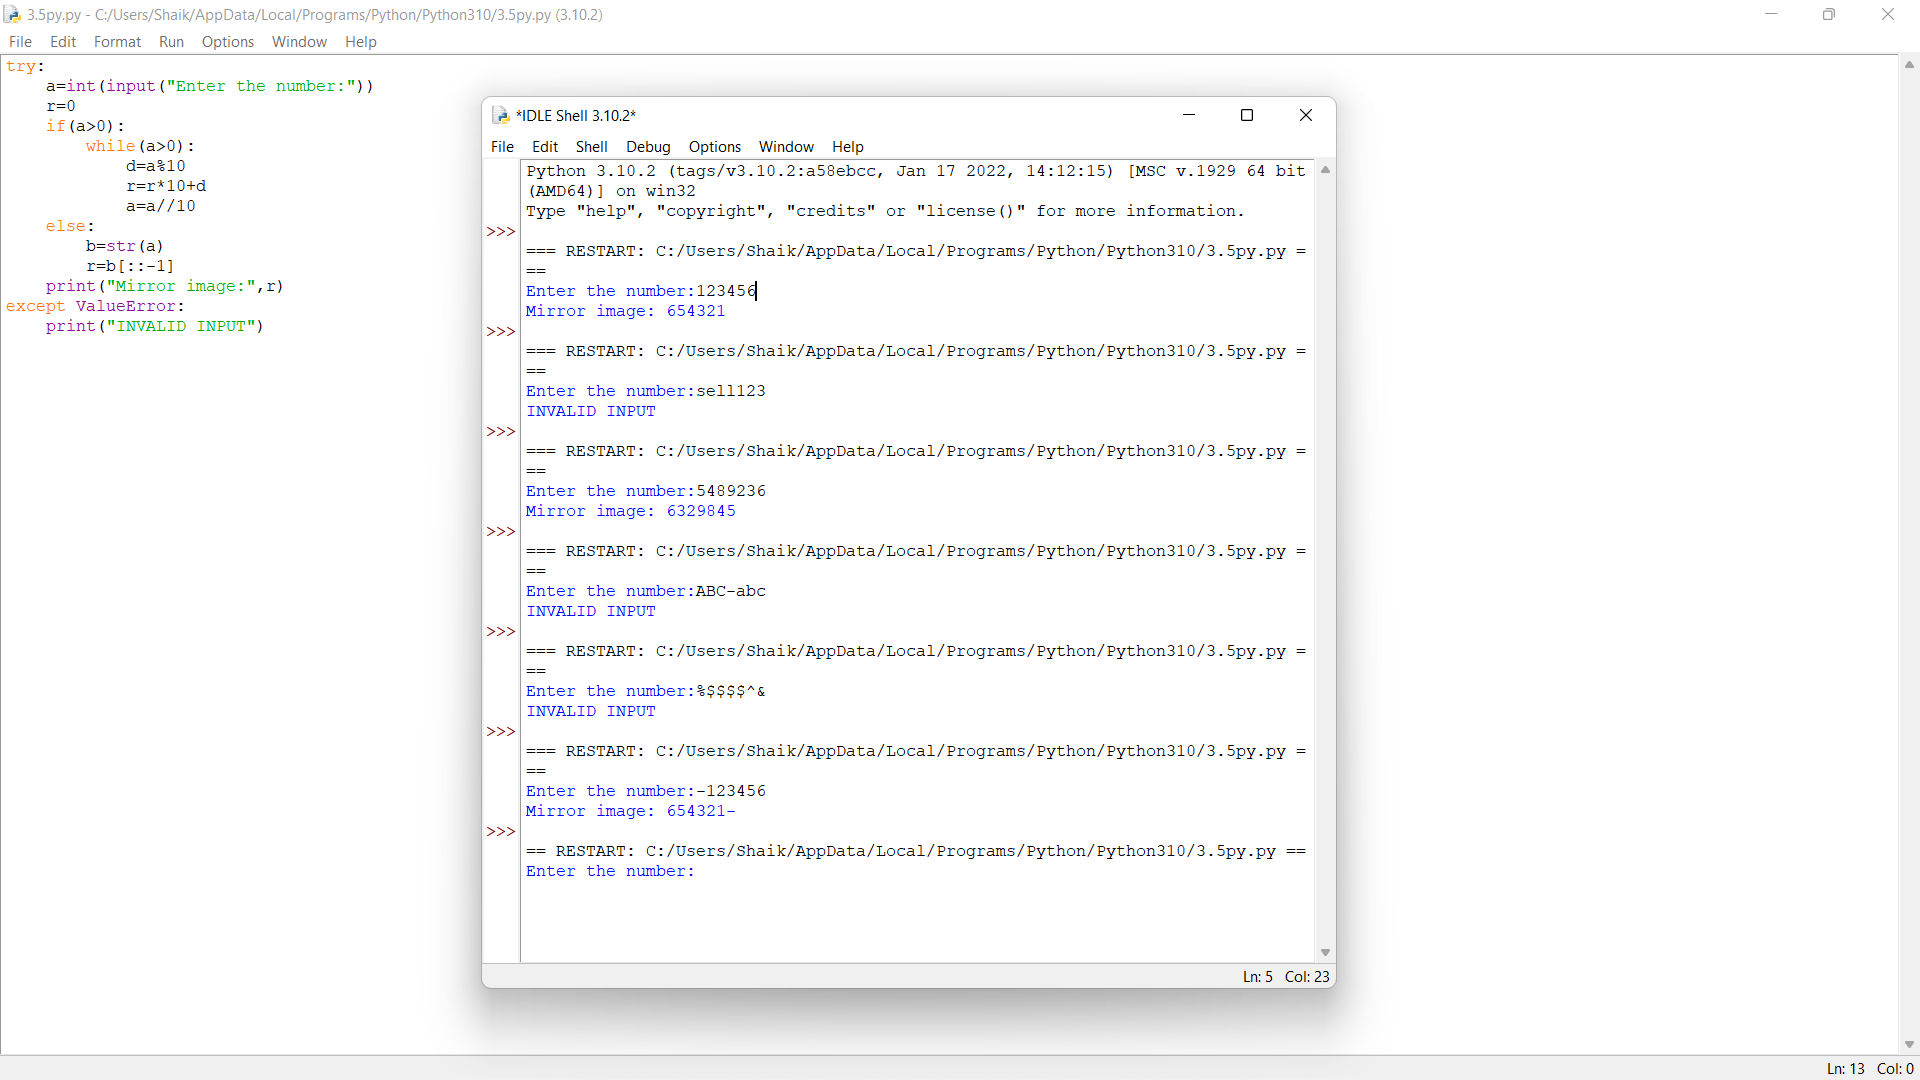 3.5py.py - C:/Users/Shaik/AppData/Local/Programs/Python/Python310/3.5py.py (3.10.2)
File Edit Format Run Options Window Help
try:
    a=int(input("Enter the number:"))
    r=0
    if(a>0):
        while(a>0):
            d=a%10
            r=r*10+d
            a=a//10
    else:
        b=str(a)
        r=b[::-1]
    print("Mirror image:",r)
except ValueError:
    print("INVALID INPUT")
*IDLE Shell 3.10.2*
File Edit Shell Debug Options Window Help
Python 3.10.2 (tags/v3.10.2:a58ebcc, Jan 17 2022, 14:12:15) [MSC v.1929 64 bit
(AMD64)] on win32
Type "help", "copyright", "credits" or "license()" for more information.
>>>
=== RESTART: C:/Users/Shaik/AppData/Local/Programs/Python/Python310/3.5py.py =
==
Enter the number:123456
Mirror image: 654321
>>>
=== RESTART: C:/Users/Shaik/AppData/Local/Programs/Python/Python310/3.5py.py =
==
Enter the number:sell123
INVALID INPUT
>>>
=== RESTART: C:/Users/Shaik/AppData/Local/Programs/Python/Python310/3.5py.py =
==
Enter the number:5489236
Mirror image: 6329845
>>>
=== RESTART: C:/Users/Shaik/AppData/Local/Programs/Python/Python310/3.5py.py =
==
Enter the number:ABC-abc
INVALID INPUT
>>>
=== RESTART: C:/Users/Shaik/AppData/Local/Programs/Python/Python310/3.5py.py =
==
Enter the number:%$$$$^&
INVALID INPUT
>>>
=== RESTART: C:/Users/Shaik/AppData/Local/Programs/Python/Python310/3.5py.py =
==
Enter the number:-123456
Mirror image: 654321-
>>>
== RESTART: C:/Users/Shaik/AppData/Local/Programs/Python/Python310/3.5py.py ==
Enter the number:
Ln: 5 Col: 23
Ln: 13 Col: 0